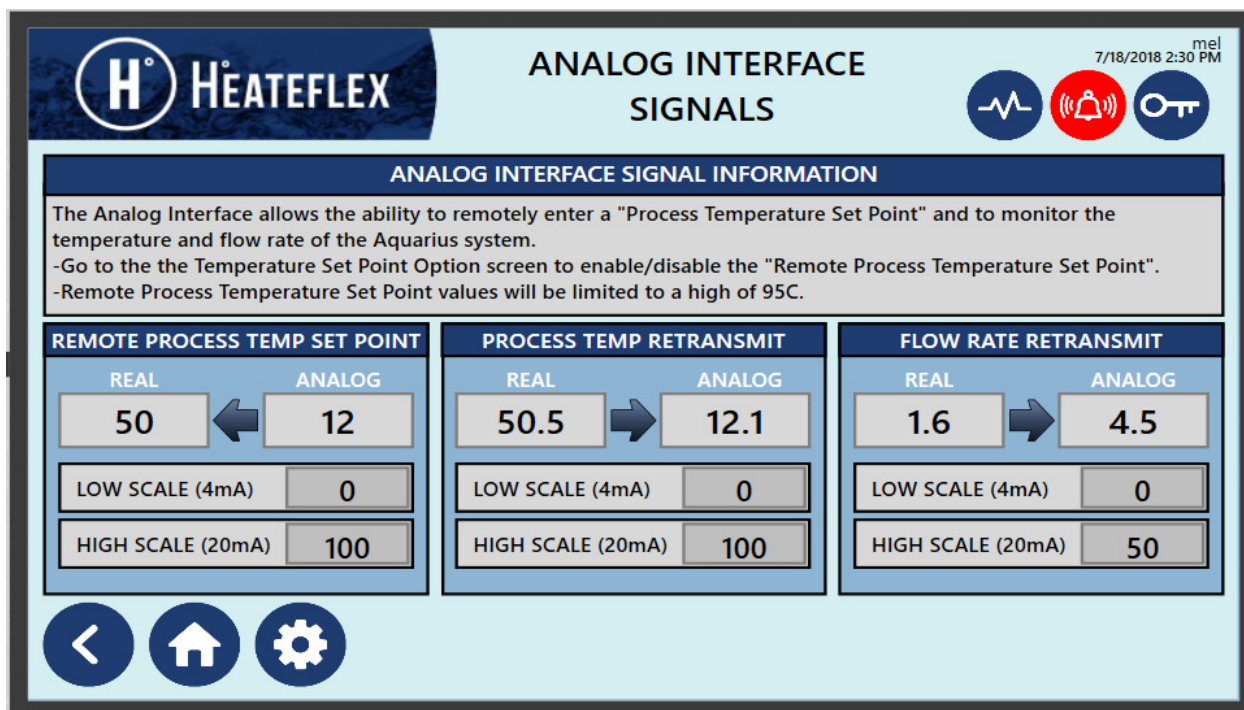 H° HEATEFLEX
ANALOG INTERFACE
SIGNALS
mel
7/18/2018 2:30 PM
ANALOG INTERFACE SIGNAL INFORMATION
The Analog Interface allows the ability to remotely enter a "Process Temperature Set Point" and to monitor the
temperature and flow rate of the Aquarius system.
-Go to the the Temperature Set Point Option screen to enable/disable the "Remote Process Temperature Set Point".
-Remote Process Temperature Set Point values will be limited to a high of 95C.
REMOTE PROCESS TEMP SET POINT
REAL ANALOG
50 12
LOW SCALE (4mA) 0
HIGH SCALE (20mA) 100
PROCESS TEMP RETRANSMIT
REAL ANALOG
50.5 12.1
LOW SCALE (4mA) 0
HIGH SCALE (20mA) 100
FLOW RATE RETRANSMIT
REAL ANALOG
1.6 4.5
LOW SCALE (4mA) 0
HIGH SCALE (20mA) 50